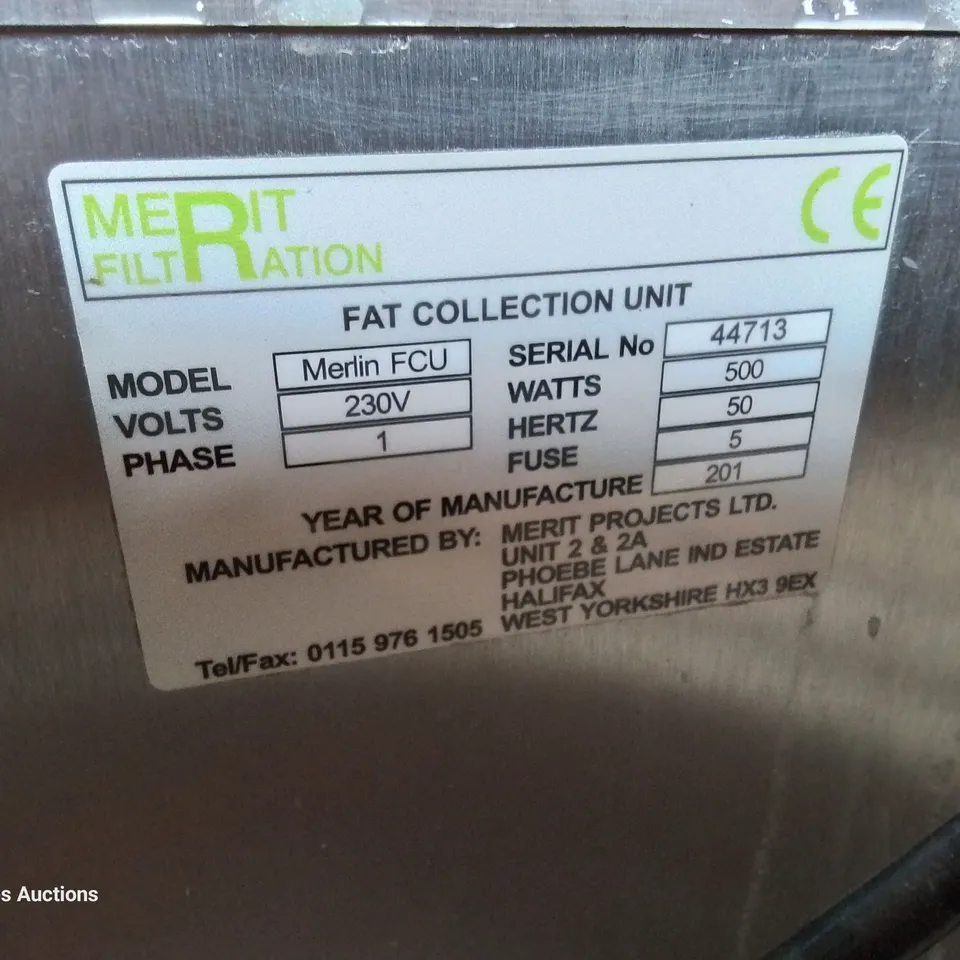 MERIT
FILTRATION
CE
FAT COLLECTION UNIT
MODEL Merlin FCU SERIAL No 44713
VOLTS 230V WATTS 500
PHASE 1 HERTZ 50
FUSE 5
YEAR OF MANUFACTURE 201
MANUFACTURED BY: MERIT PROJECTS LTD.
UNIT 2 & 2A
PHOEBE LANE IND ESTATE
HALIFAX
WEST YORKSHIRE HX3 9EX
Tel/Fax: 0115 976 1505
s Auctions